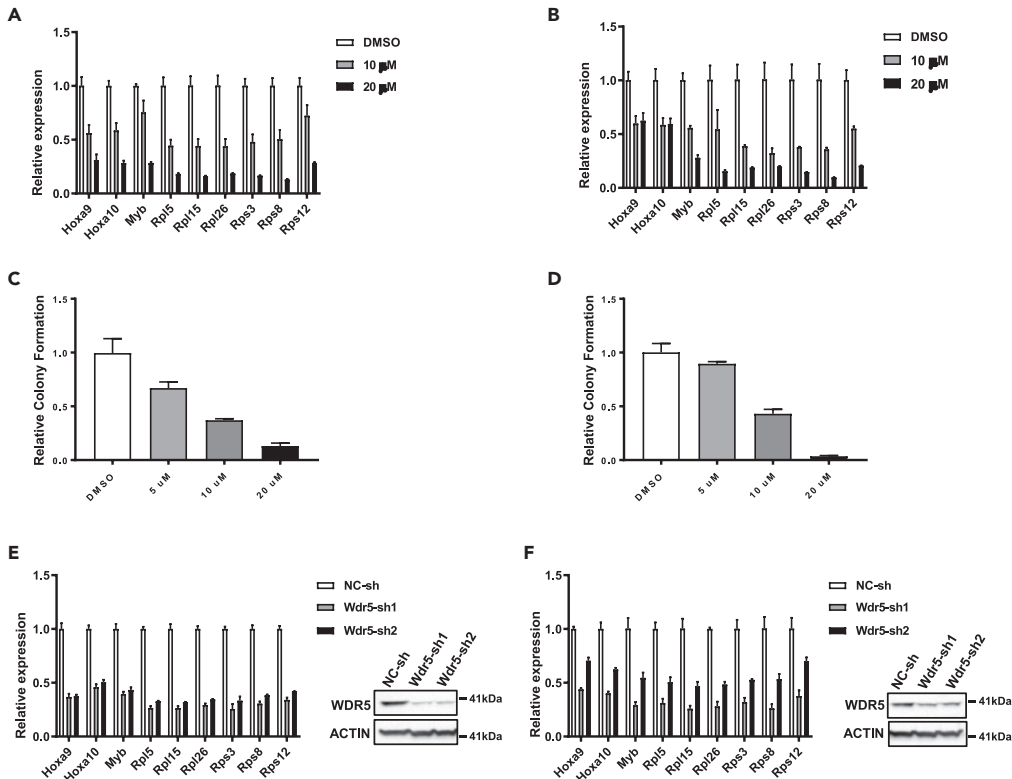 A
Relative expression
1.5
1.0
0.5
0.0
Hoxa9
Hoxa10
Myb
Rpl5
Rpl15
Rpl26
Rps3
Rps8
Rps12
DMSO
10 μM
20 μM
B
Relative expression
1.5
1.0
0.5
0.0
Hoxa9
Hoxa10
Myb
Rpl5
Rpl15
Rpl26
Rps3
Rps8
Rps12
DMSO
10 μM
20 μM
C
Relative Colony Formation
1.5
1.0
0.5
0.0
DMSO
5 uM
10 uM
20 uM
D
Relative Colony Formation
1.5
1.0
0.5
0.0
DMSO
5 uM
10 uM
20 uM
E
Relative expression
1.5
1.0
0.5
0.0
Hoxa9
Hoxa10
Myb
Rpl5
Rpl15
Rpl26
Rps3
Rps8
Rps12
NC-sh
Wdr5-sh1
Wdr5-sh2
NC-sh
Wdr5-sh1
Wdr5-sh2
WDR5
41kDa
ACTIN
41kDa
F
Relative expression
1.5
1.0
0.5
0.0
Hoxa9
Hoxa10
Myb
Rpl5
Rpl15
Rpl26
Rps3
Rps8
Rps12
NC-sh
Wdr5-sh1
Wdr5-sh2
NC-sh
Wdr5-sh1
Wdr5-sh2
WDR5
41kDa
ACTIN
41kDa